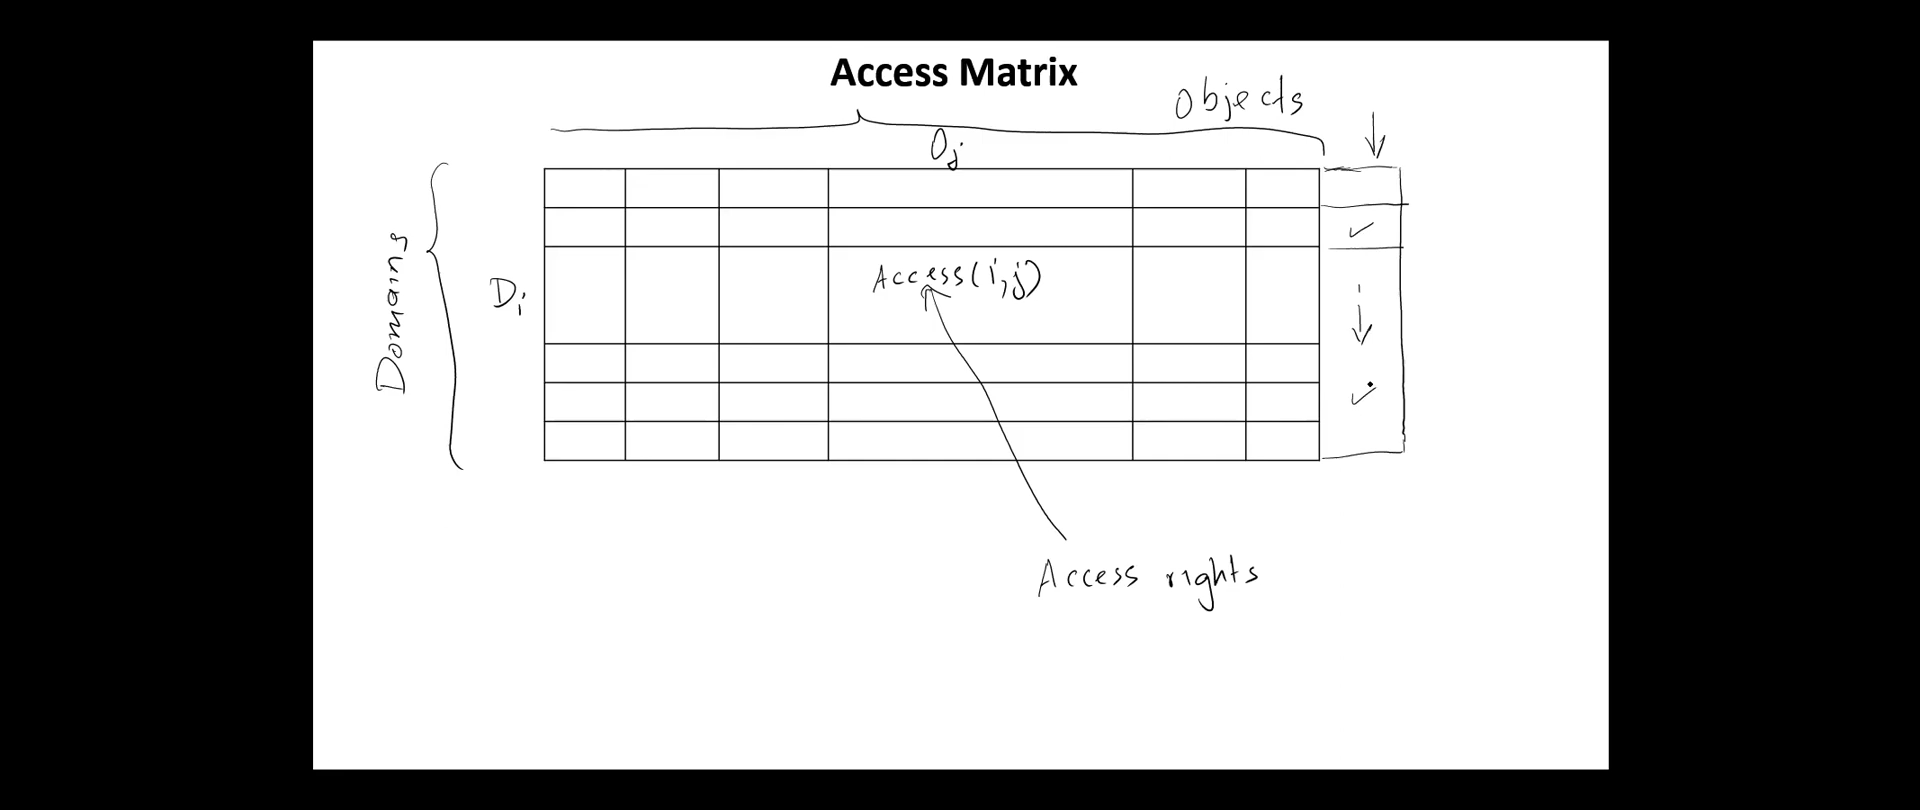 Access Matrix
Objects
Oj
Domains
Di
Access(i,j)
Access rights